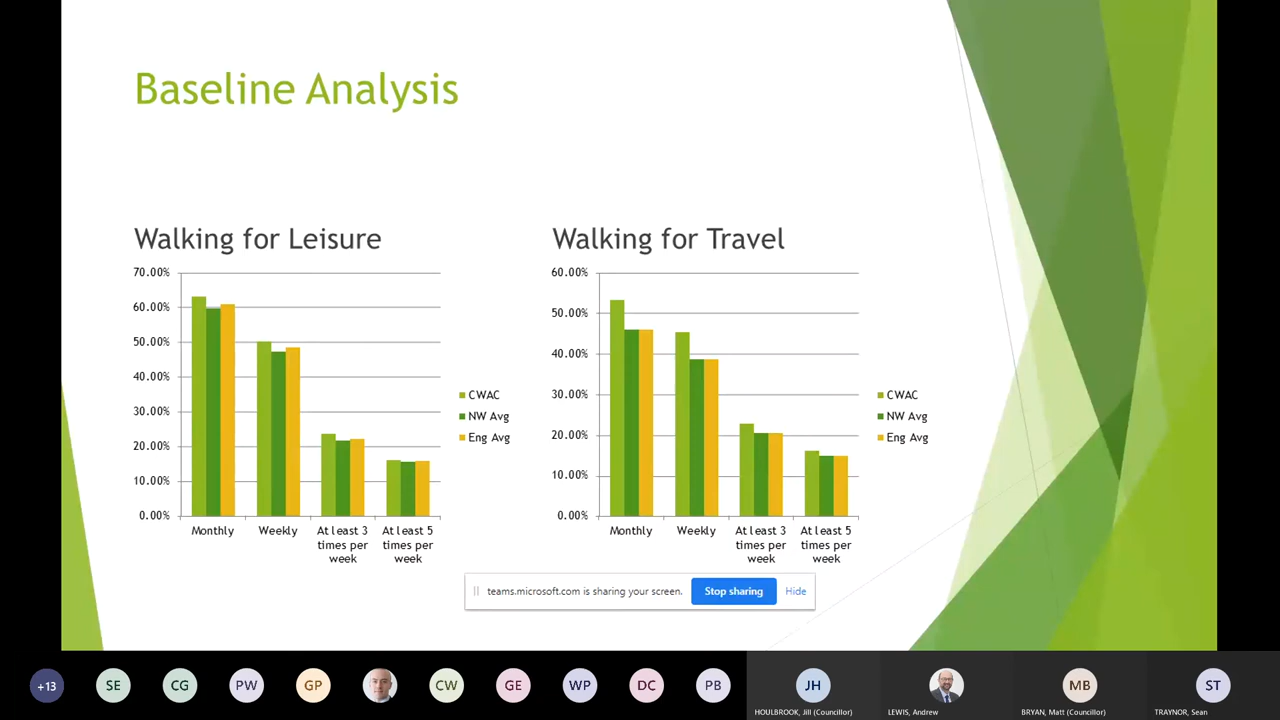 Baseline Analysis
Walking for Leisure
70.00%
60.00%
50.00%
40.00%
30.00%
20.00%
10.00%
0.00%
Monthly
Weekly
At least 3 times per week
At least 5 times per week
CWAC
NW Avg
Eng Avg
Walking for Travel
60.00%
50.00%
40.00%
30.00%
20.00%
10.00%
0.00%
Monthly
Weekly
At least 3 times per week
At least 5 times per week
CWAC
NW Avg
Eng Avg
teams.microsoft.com is sharing your screen.
Stop sharing
Hide
+13
SE
CG
PW
GP
CW
GE
WP
DC
PB
JH
MB
ST
HOULBROOK, Jill (Councillor)
LEWIS, Andrew
BRYAN, Matt (Councillor)
TRAYNOR, Sean